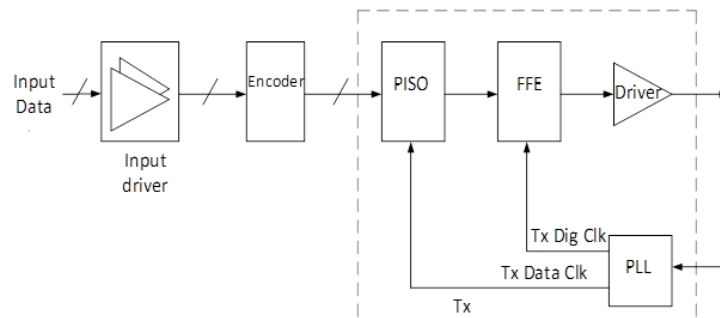 Input
Data
Input
driver
Encoder
PISO
FFE
Driver
Tx Dig Clk
Tx Data Clk
PLL
Tx